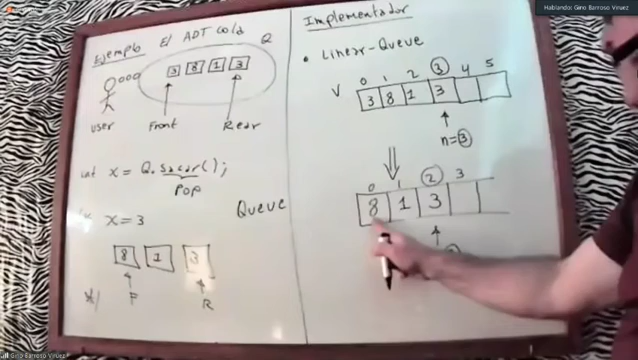 Hablando: Gino Barroso Viruez
Ejemplo El ADT Cola Q
3 8 1 3
User Front Rear
int x = Q.sacar();
Pop
x = 3
Queue
8 1 3
*/ F R
Implementador
• Linear-Queue
0 1 2 3 4 5
V 3 8 1 3
n=3
0 1 2 3
8 1 3
Gino Barroso Viruez